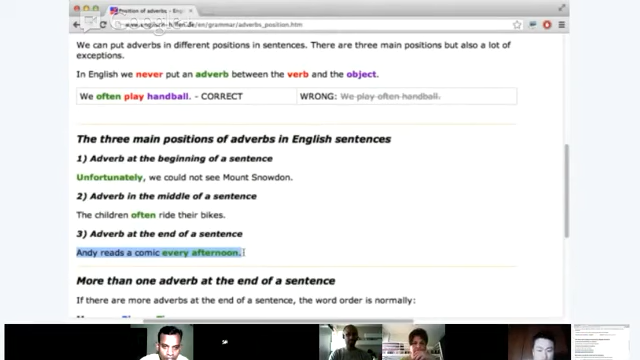 Position of adverbs - En
www.englisch-hilfen.de/en/grammar/adverbs_position.htm
We can put adverbs in different positions in sentences. There are three main positions but also a lot of
exceptions.
In English we never put an adverb between the verb and the object.
We often play handball. - CORRECT
WRONG: We play often handball.
The three main positions of adverbs in English sentences
1) Adverb at the beginning of a sentence
Unfortunately, we could not see Mount Snowdon.
2) Adverb in the middle of a sentence
The children often ride their bikes.
3) Adverb at the end of a sentence
Andy reads a comic every afternoon.
More than one adverb at the end of a sentence
If there are more adverbs at the end of a sentence, the word order is normally: